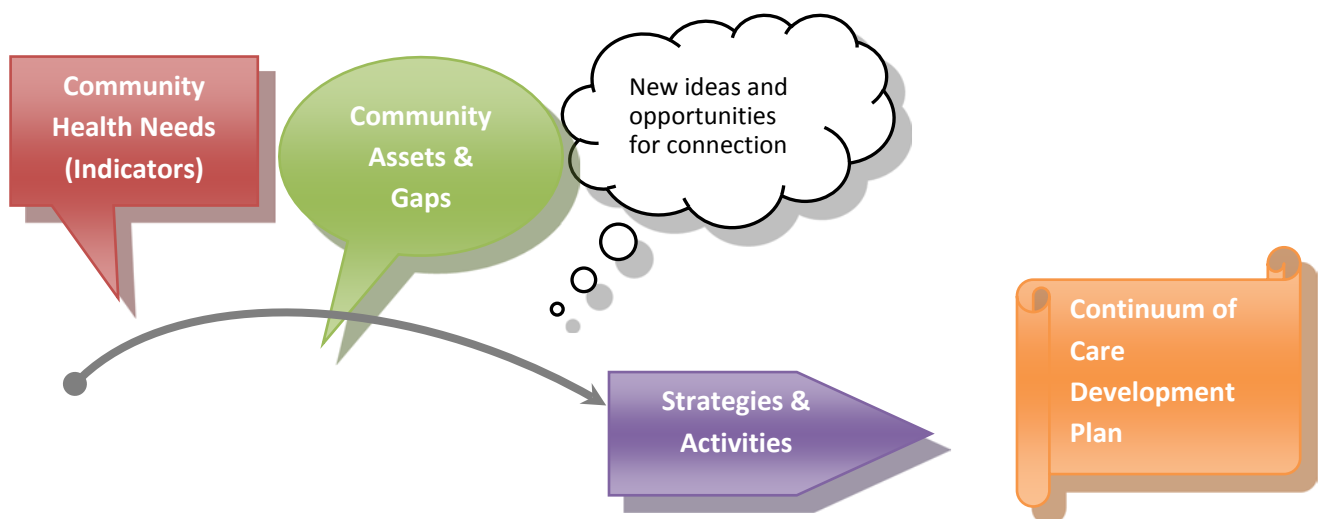 Community
Health Needs
(Indicators)
Community
Assets &
Gaps
New ideas and
opportunities
for connection
Strategies &
Activities
Continuum of
Care
Development
Plan